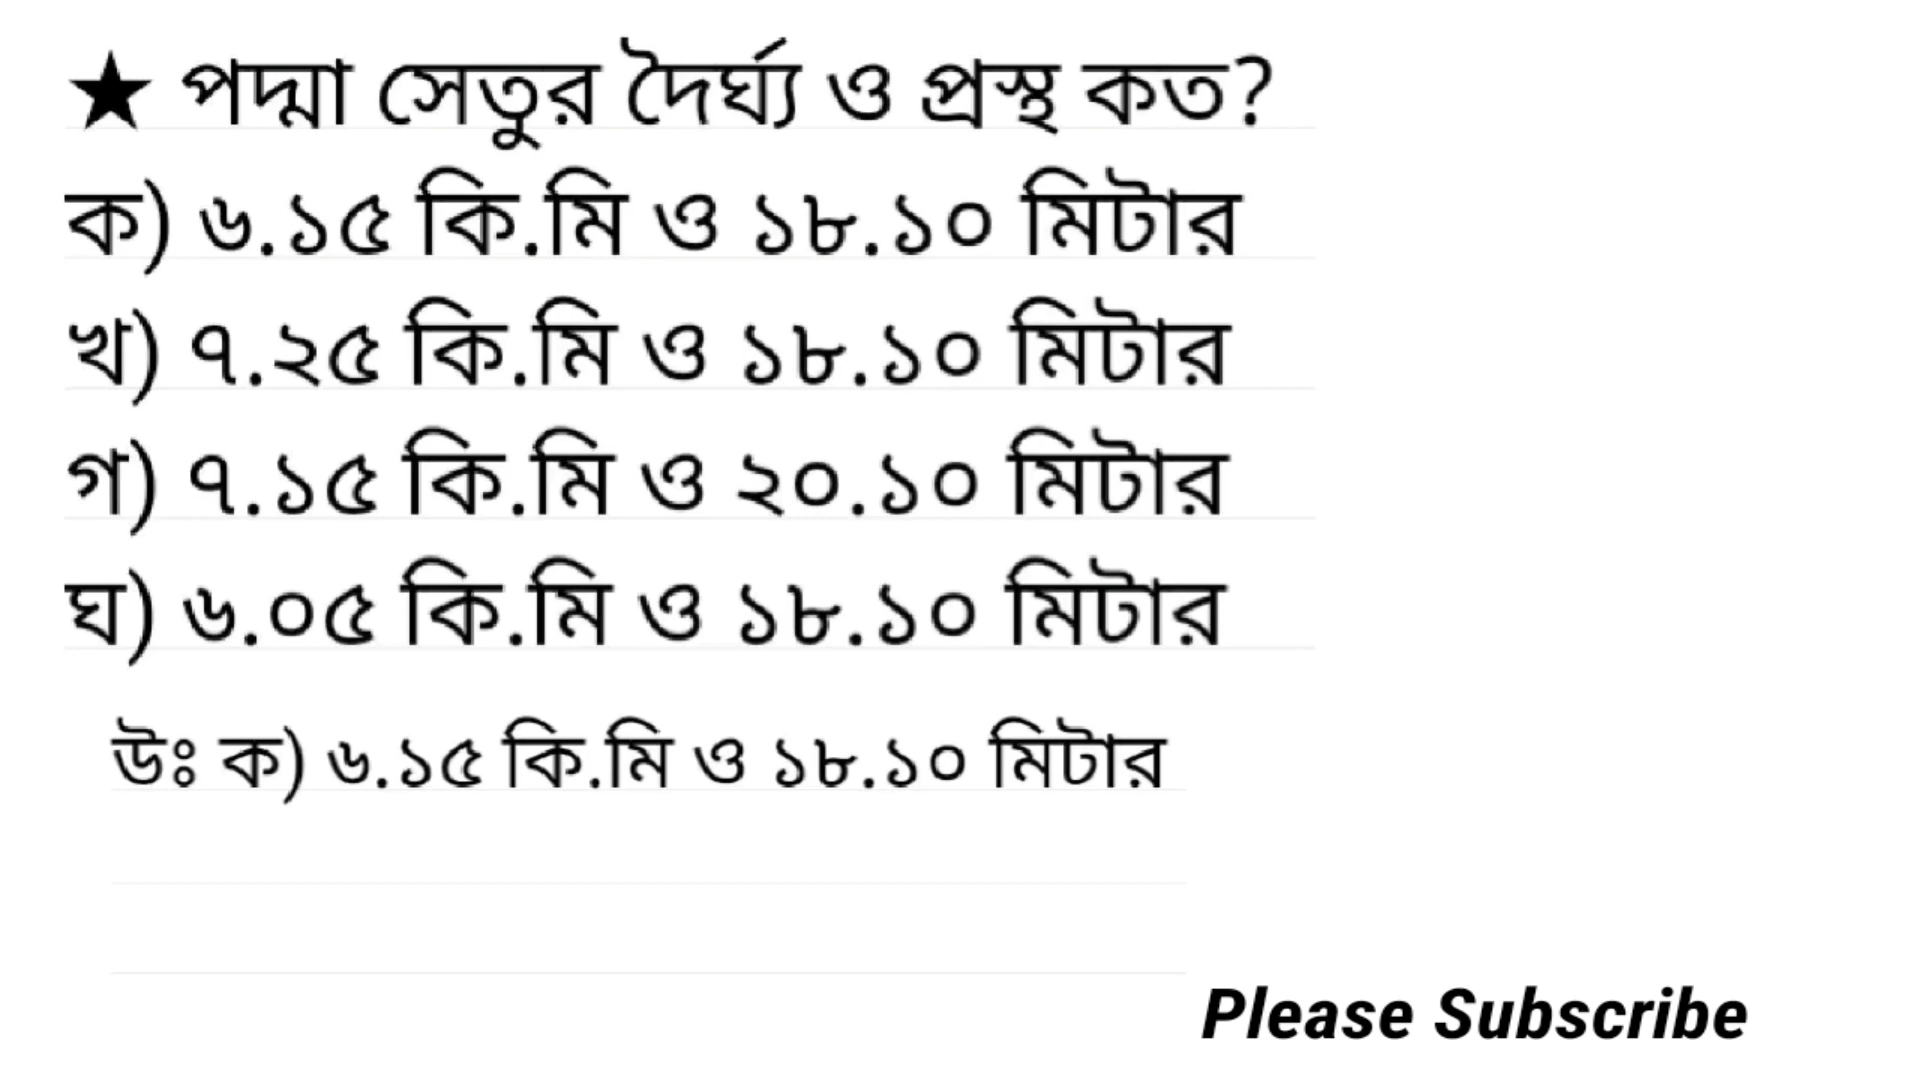 ★ পদ্মা সেতুর দৈর্ঘ্য ও প্রস্থ কত?
ক) ৬.১৫ কি.মি ও ১৮.১০ মিটার
খ) ৭.২৫ কি.মি ও ১৮.১০ মিটার
গ) ৭.১৫ কি.মি ও ২০.১০ মিটার
ঘ) ৬.০৫ কি.মি ও ১৮.১০ মিটার
উঃ ক) ৬.১৫ কি.মি ও ১৮.১০ মিটার
Please Subscribe